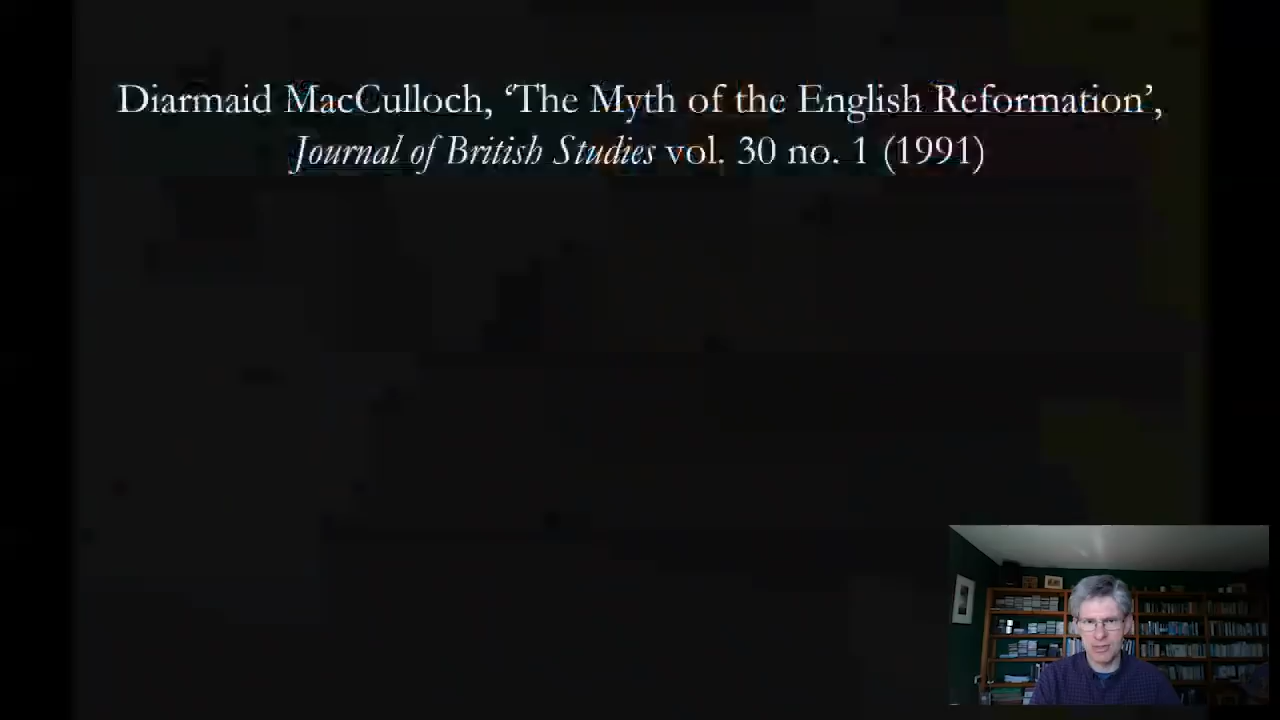 Diarmaid MacCulloch, ‘The Myth of the English Reformation’,
Journal of British Studies vol. 30 no. 1 (1991)